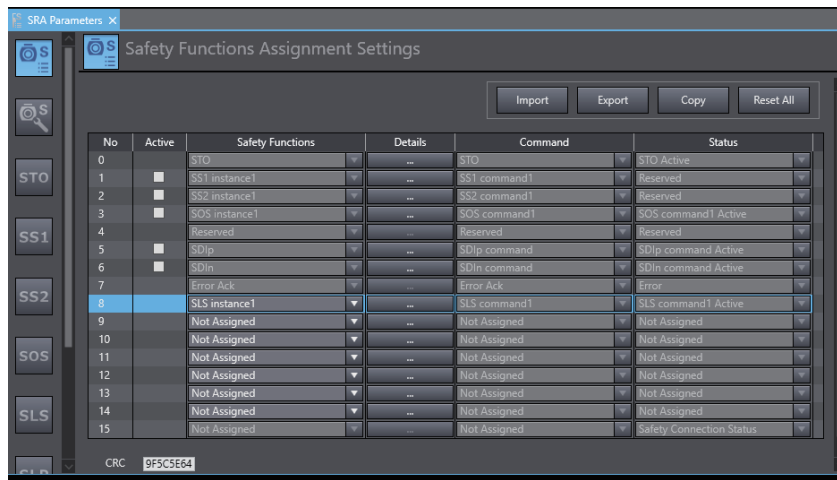 SRA Parameters ×
S
S Safety Functions Assignment Settings
S
Import Export Copy Reset All
No Active Safety Functions Details Command Status
0 STO ... STO STO Active
1 SS1 instance1 ... SS1 command1 Reserved
2 SS2 instance1 ... SS2 command1 Reserved
3 SOS instance1 ... SOS command1 SOS command1 Active
4 Reserved ... Reserved Reserved
5 SDIp ... SDIp command SDIp command Active
6 SDIn ... SDIn command SDIn command Active
7 Error Ack ... Error Ack Error
8 SLS instance1 ... SLS command1 SLS command1 Active
9 Not Assigned ... Not Assigned Not Assigned
10 Not Assigned ... Not Assigned Not Assigned
11 Not Assigned ... Not Assigned Not Assigned
12 Not Assigned ... Not Assigned Not Assigned
13 Not Assigned ... Not Assigned Not Assigned
14 Not Assigned ... Not Assigned Not Assigned
15 Not Assigned ... Not Assigned Safety Connection Status
STO
SS1
SS2
SOS
SLS
CRC 9F5C5E64